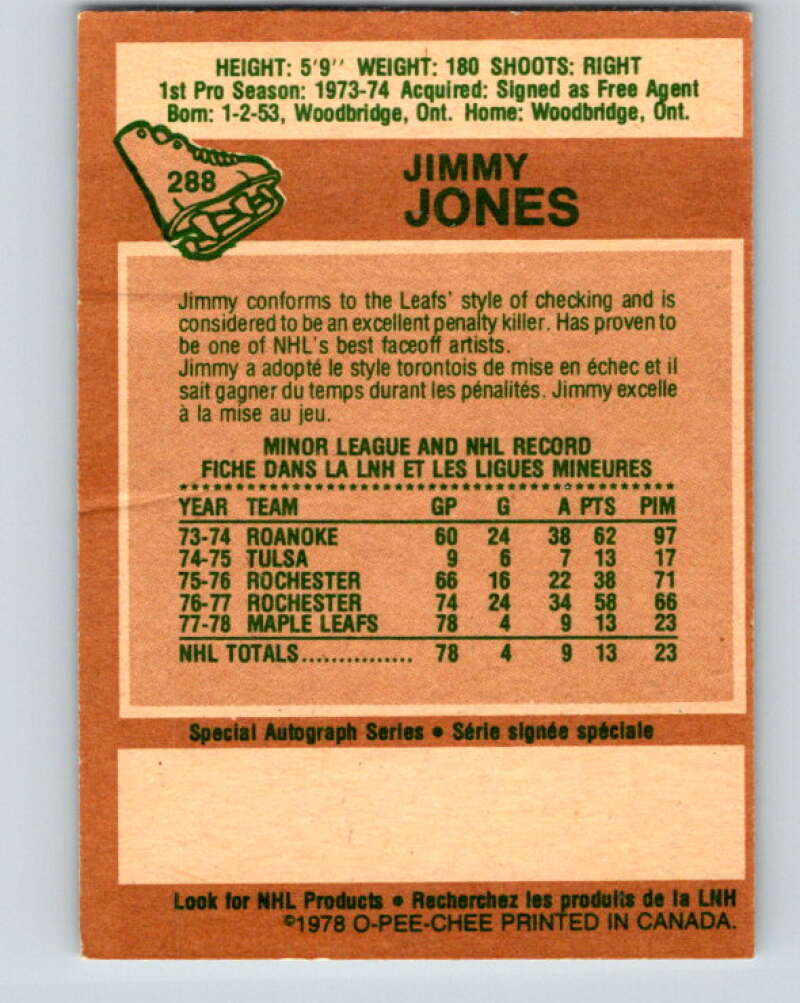 HEIGHT: 5'9'' WEIGHT: 180 SHOOTS: RIGHT
1st Pro Season: 1973-74 Acquired: Signed as Free Agent
Born: 1-2-53, Woodbridge, Ont. Home: Woodbridge, Ont.
288
JIMMY
JONES
Jimmy conforms to the Leafs' style of checking and is
considered to be an excellent penalty killer. Has proven to
be one of NHL's best faceoff artists.
Jimmy a adopté le style torontois de mise en échec et il
sait gagner du temps durant les pénalités. Jimmy excelle
à la mise au jeu.
MINOR LEAGUE AND NHL RECORD
FICHE DANS LA LNH ET LES LIGUES MINEURES
YEAR TEAM GP G A PTS PIM
73-74 ROANOKE 60 24 38 62 97
74-75 TULSA 9 6 7 13 17
75-76 ROCHESTER 66 16 22 38 71
76-77 ROCHESTER 74 24 34 58 66
77-78 MAPLE LEAFS 78 4 9 13 23
NHL TOTALS............... 78 4 9 13 23
Special Autograph Series • Série signée spéciale
Look for NHL Products • Recherchez les produits de la LNH
©1978 O-PEE-CHEE PRINTED IN CANADA.